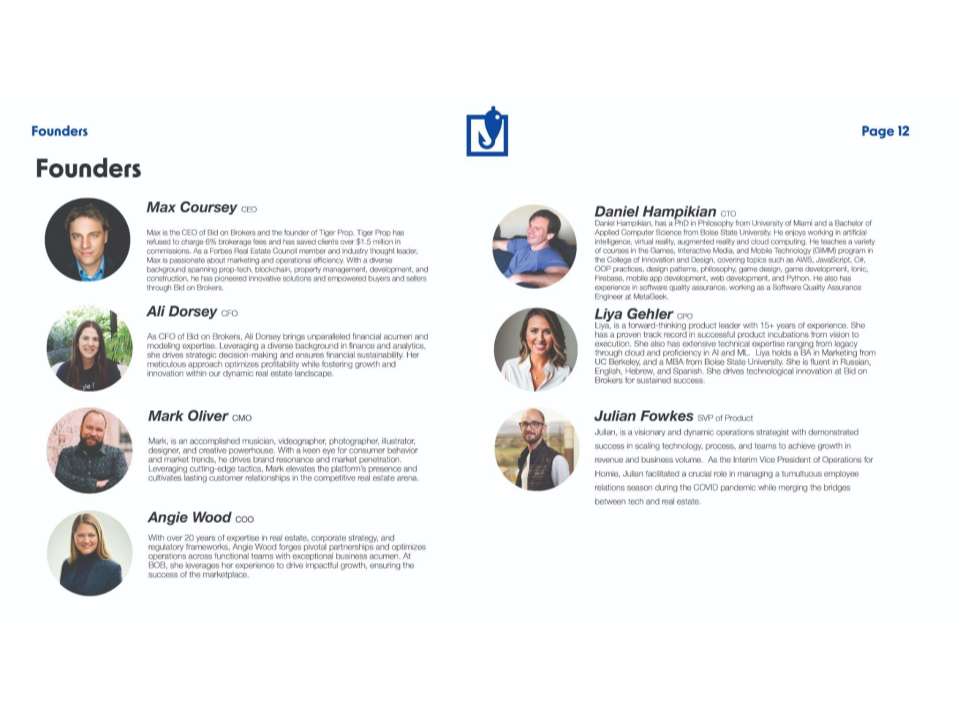 Founders
Page 12
Founders
Max Coursey CEO
Max is the CEO of Bid on Brokers and the founder of Tiger Prop. Tiger Prop has
refused to charge 6% brokerage fees and has saved clients over $1.5 million in
commissions. As a Forbes Real Estate Council member and industry thought leader,
Max is passionate about marketing and operational efficiency. With a diverse
background spanning prop-tech, blockchain, property management, development, and
construction, he has pioneered innovative solutions and empowered buyers and sellers
through Bid on Brokers.
Ali Dorsey CFO
As CFO of Bid on Brokers, Ali Dorsey brings unparalleled financial acumen and
modeling expertise. Leveraging a diverse background in finance and analytics,
she drives strategic decision-making and ensures financial sustainability. Her
meticulous approach optimizes profitability while fostering growth and
innovation within our dynamic real estate landscape.
Mark Oliver CMO
Mark, is an accomplished musician, videographer, photographer, illustrator,
designer, and creative powerhouse. With a keen eye for consumer behavior
and market trends, he drives brand resonance and market penetration.
Leveraging cutting-edge tactics, Mark elevates the platform's presence and
cultivates lasting customer relationships in the competitive real estate arena.
Angie Wood COO
With over 20 years of expertise in real estate, corporate strategy, and
regulatory frameworks, Angie Wood forges pivotal partnerships and optimizes
operations across functional teams with exceptional business acumen. At
BOB, she leverages her experience to drive impactful growth, ensuring the
success of the marketplace.
Daniel Hampikian CTO
Daniel Hampikian, has a PhD in Philosophy from University of Miami and a Bachelor of
Applied Computer Science from Boise State University. He enjoys working in artificial
intelligence, virtual reality, augmented reality and cloud computing. He teaches a variety
of courses in the Games, Interactive Media, and Mobile Technology (GIMM) program in
the College of Innovation and Design, covering topics such as AWS, JavaScript, C#,
OOP practices, design patterns, philosophy, game design, game development, Ionic,
Firebase, mobile app development, web development, and Python. He also has
experience in software quality assurance, working as a Software Quality Assurance
Engineer at MetaGeek.
Liya Gehler CPO
Liya, is a forward-thinking product leader with 15+ years of experience. She
has a proven track record in successful product incubations from vision to
execution. She also has extensive technical expertise ranging from legacy
through cloud and proficiency in AI and ML. Liya holds a BA in Marketing from
UC Berkeley, and a MBA from Boise State University. She is fluent in Russian,
English, Hebrew, and Spanish. She drives technological innovation at Bid on
Brokers for sustained success.
Julian Fowkes SVP of Product
Julian, is a visionary and dynamic operations strategist with demonstrated
success in scaling technology, process, and teams to achieve growth in
revenue and business volume. As the Interim Vice President of Operations for
Homie, Julian facilitated a crucial role in managing a tumultuous employee
relations season during the COVID pandemic while merging the bridges
between tech and real estate.